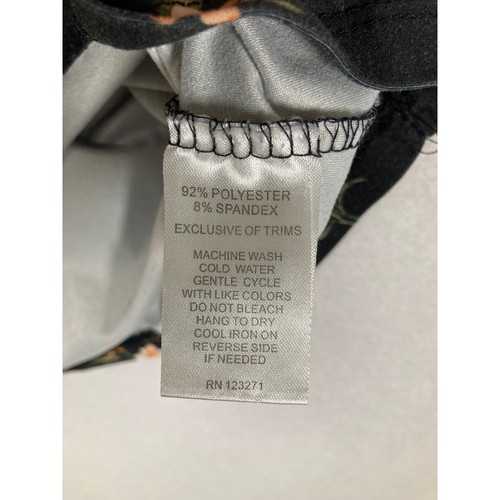 92% POLYESTER
8% SPANDEX
EXCLUSIVE OF TRIMS
MACHINE WASH
COLD WATER
GENTLE CYCLE
WITH LIKE COLORS
DO NOT BLEACH
HANG TO DRY
COOL IRON ON
REVERSE SIDE
IF NEEDED
RN 123271